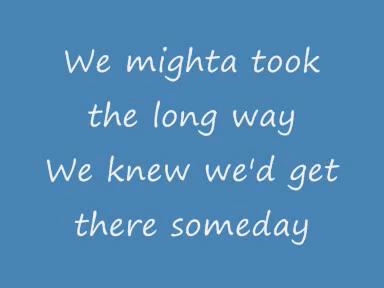 We mighta took
the long way
We knew we'd get
there someday